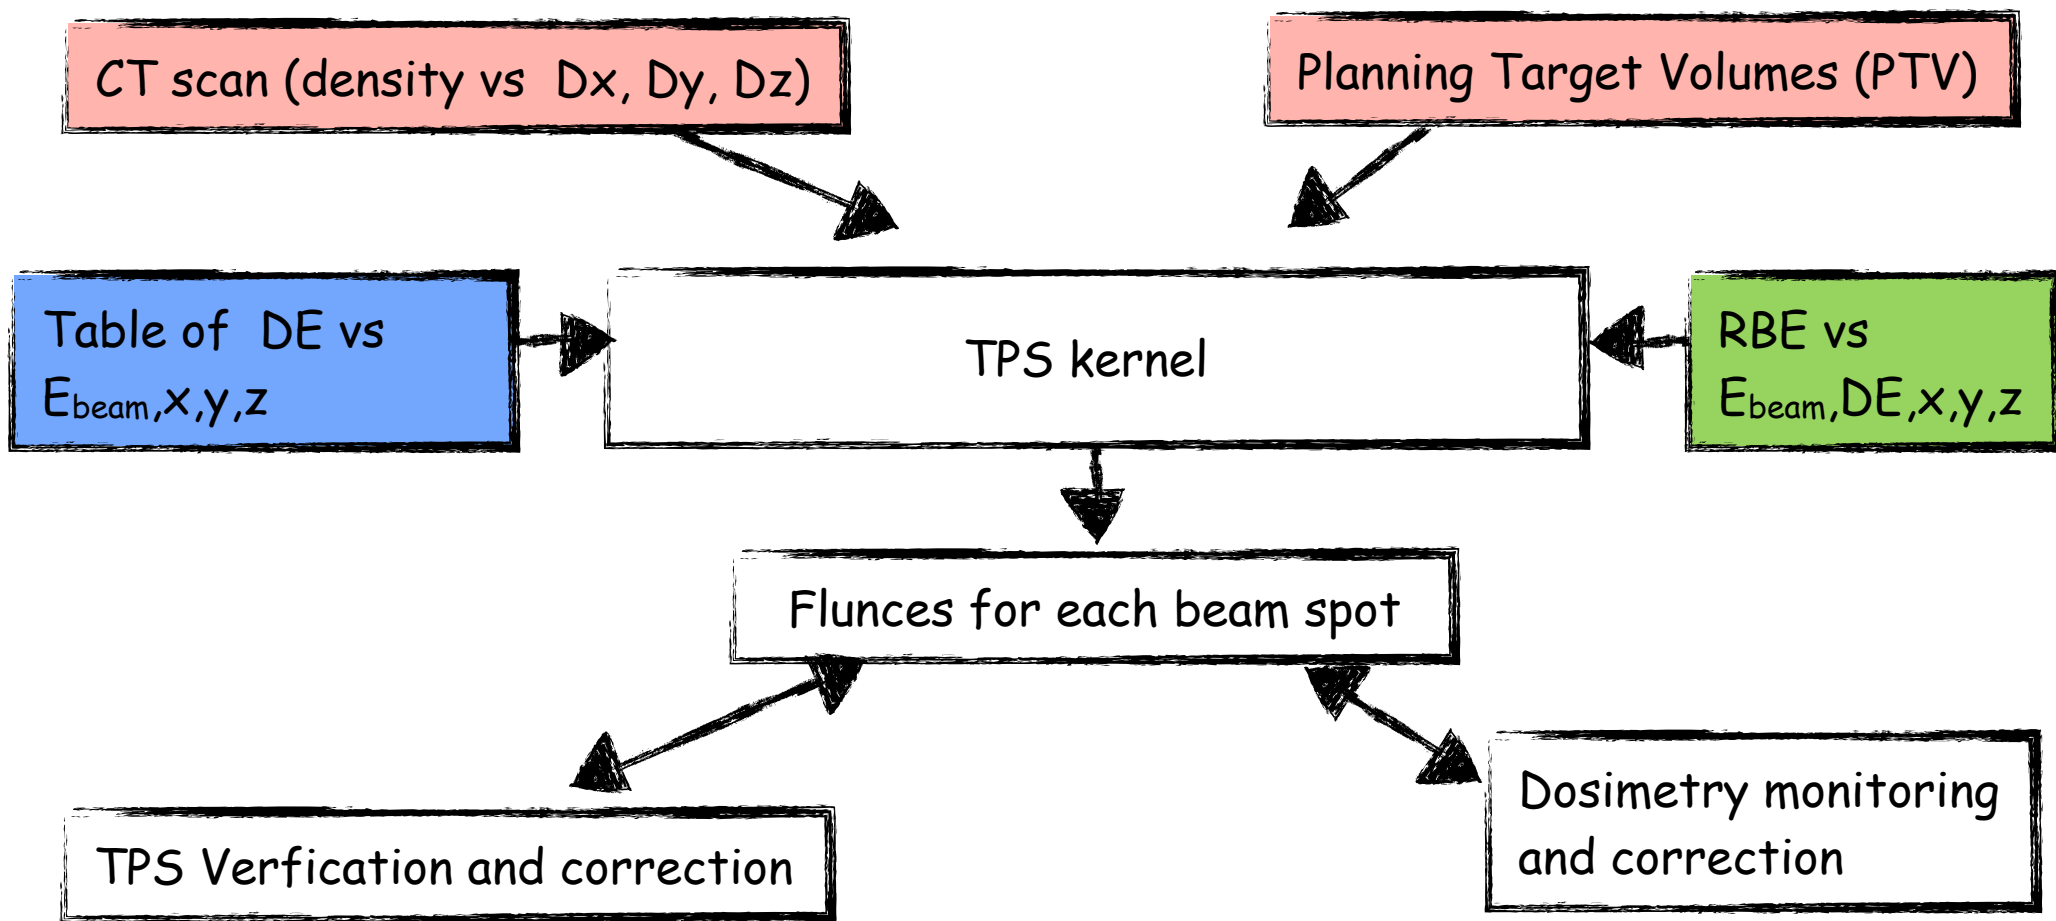 CT scan (density vs  Dx, Dy, Dz)
Planning Target Volumes (PTV)
Table of  DE vs
Ebeam,x,y,z
TPS kernel
RBE vs
Ebeam,DE,x,y,z
Flunces for each beam spot
TPS Verfication and correction
Dosimetry monitoring
and correction